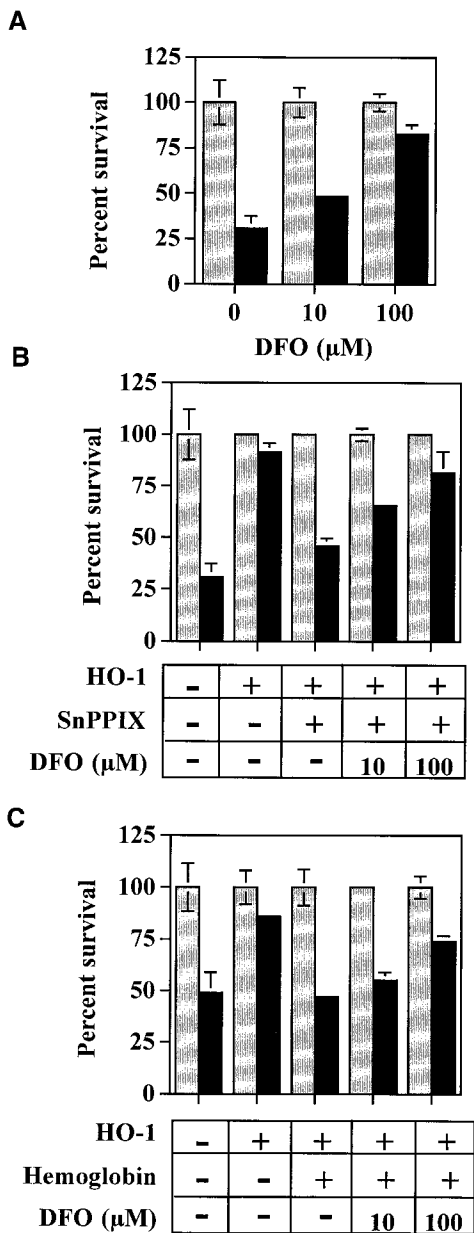 A
125
100
75
50
25
0
Percent survival
0 10 100
DFO (µM)
B
125
100
75
50
25
0
Percent survival
HO-1 - + + + +
SnPPIX - - + + +
DFO (µM) - - - 10 100
C
125
100
75
50
25
0
Percent survival
HO-1 - + + + +
Hemoglobin - - + + +
DFO (µM) - - - 10 100